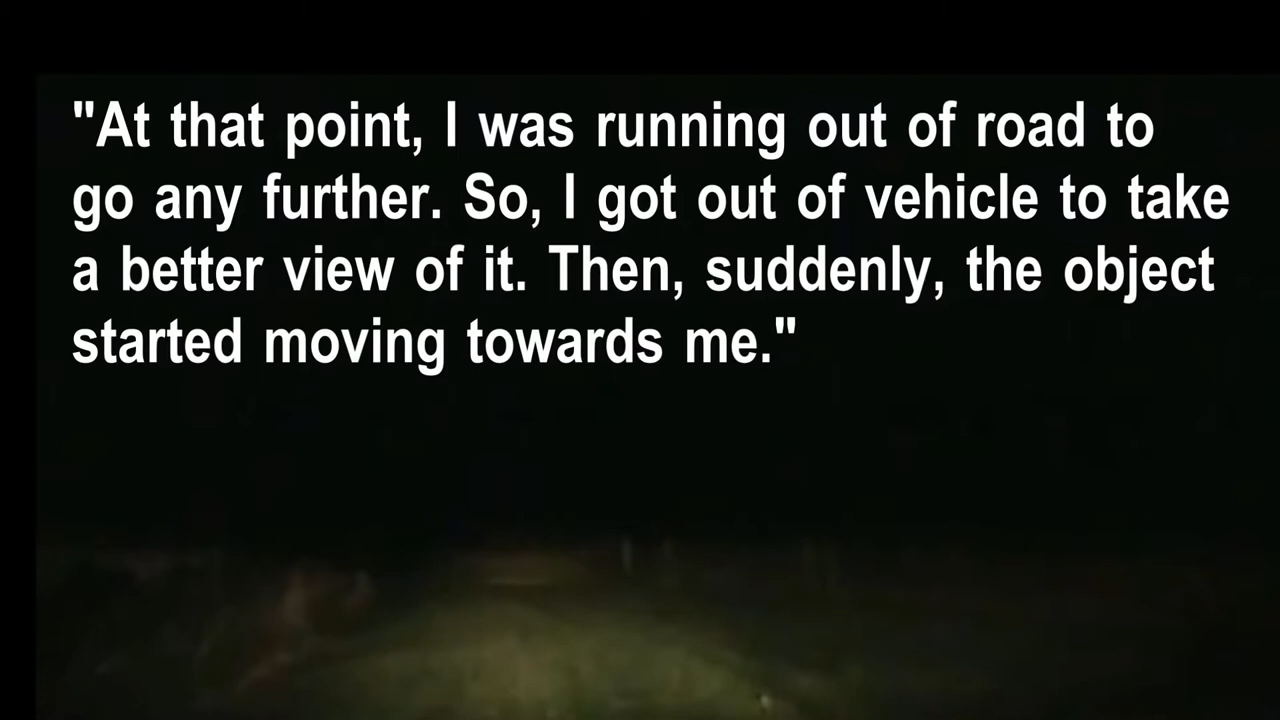 "At that point, I was running out of road to
go any further. So, I got out of vehicle to take
a better view of it. Then, suddenly, the object
started moving towards me."